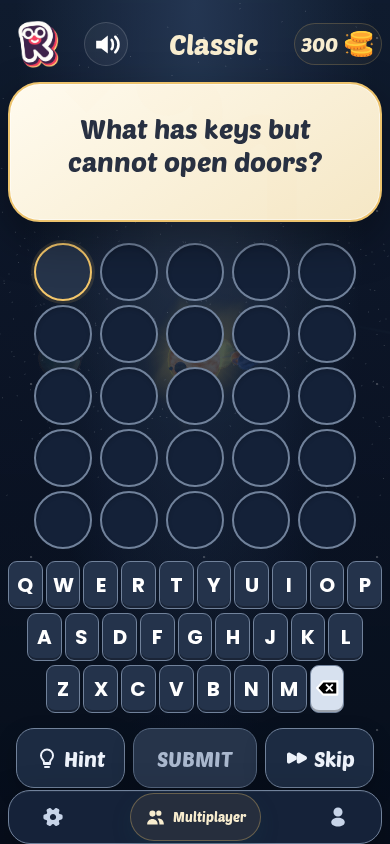 R
Classic
300
What has keys but
cannot open doors?
Q W E R T Y U I O P
A S D F G H J K L
Z X C V B N M
Hint
SUBMIT
Skip
Multiplayer